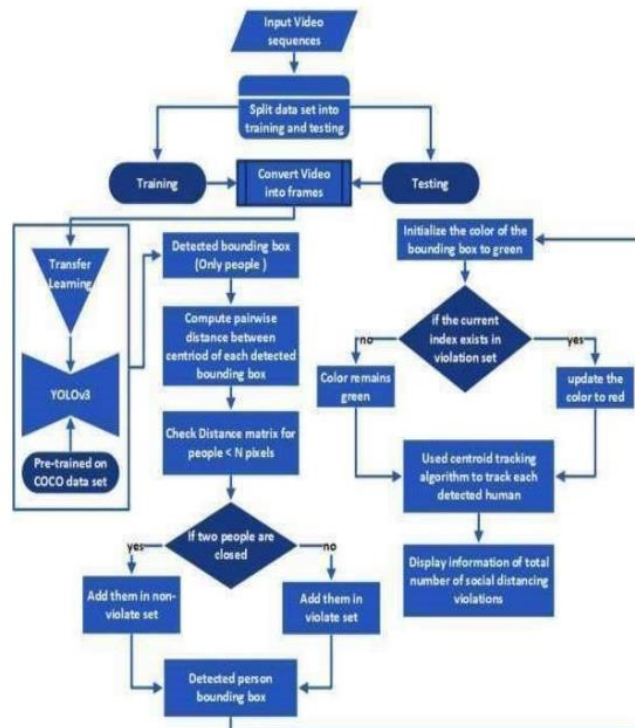 Input Video
sequences
Split data set into
training and testing
Training
Convert Video
into frames
Testing
Transfer
Learning
YOLOv3
Pre-trained on
COCO data set
Detected bounding box
(Only people )
Compute pairwise
distance between
centriod of each detected
bounding box
Check Distance matrix for
people < N pixels
If two people are
closed
yes
no
Add them in non-
violate set
Add them in
violate set
Detected person
bounding box
Initialize the color of the
bounding box to green
if the current
index exists in
violation set
no
yes
Color remains
green
update the
color to red
Used centroid tracking
algorithm to track each
detected human
Display information of total
number of social distancing
violations